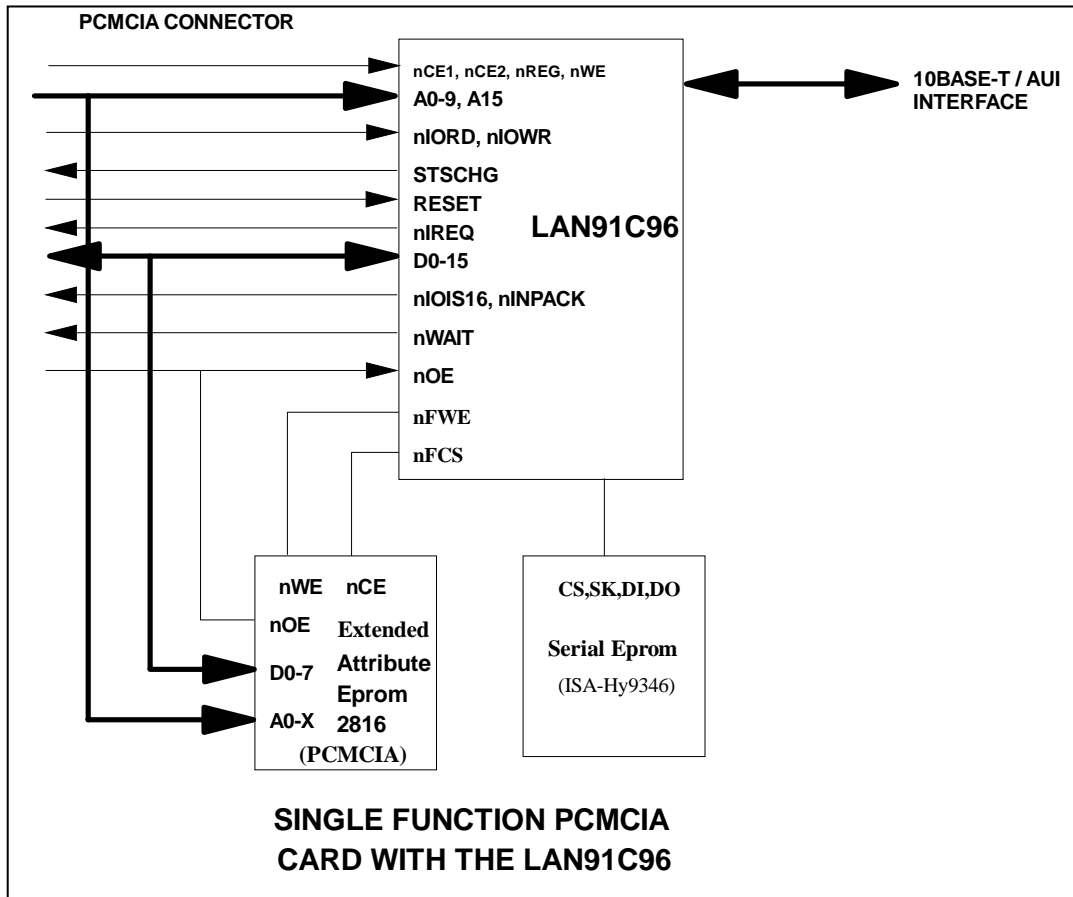 PCMCIA CONNECTOR
nCE1, nCE2, nREG, nWE
A0-9, A15
nIORD, nIOWR
STSCHG
RESET
nIREQ
D0-15
nIOIS16, nINPACK
nWAIT
nOE
nFWE
nFCS
LAN91C96
10BASE-T / AUI
INTERFACE
nWE nCE
nOE
D0-7
A0-X
Extended
Attribute
Eprom
2816
(PCMCIA)
CS,SK,DI,DO
Serial Eprom
(ISA-Hy9346)
SINGLE FUNCTION PCMCIA
CARD WITH THE LAN91C96